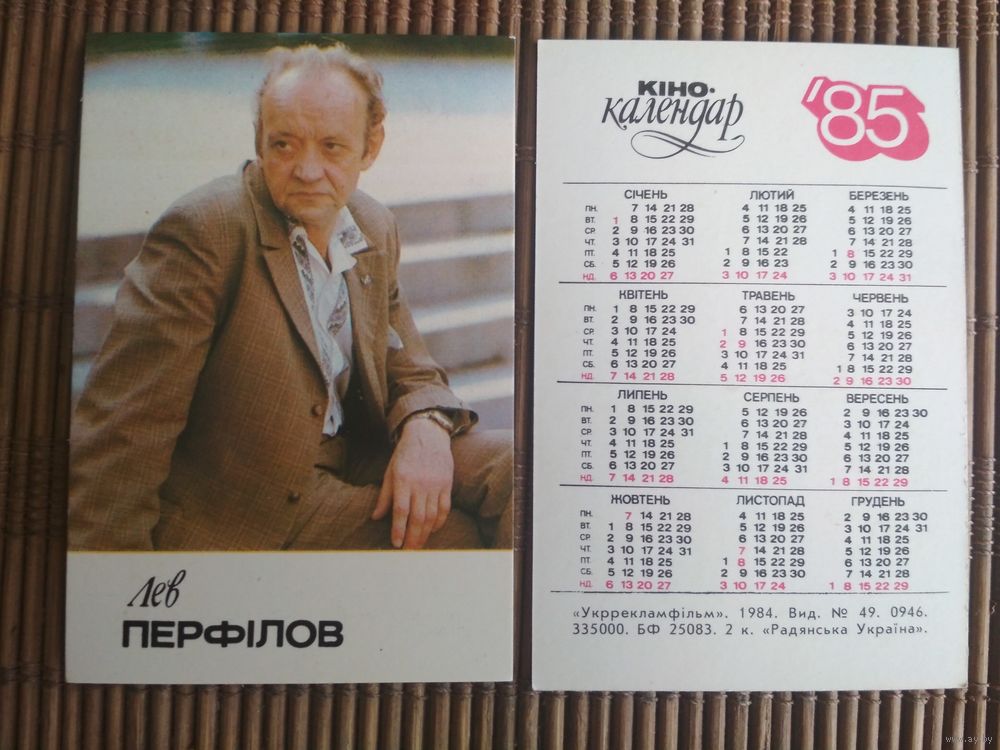 Лев
ПЕРФІЛОВ
КІНО-
календар
'85
СІЧЕНЬ ЛЮТИЙ БЕРЕЗЕНЬ
ПН. 7 14 21 28 4 11 18 25 4 11 18 25
ВТ. 1 8 15 22 29 5 12 19 26 5 12 19 26
СР. 2 9 16 23 30 6 13 20 27 6 13 20 27
ЧТ. 3 10 17 24 31 7 14 21 28 7 14 21 28
ПТ. 4 11 18 25 1 8 15 22 1 8 15 22 29
СБ. 5 12 19 26 2 9 16 23 2 9 16 23 30
НД. 6 13 20 27 3 10 17 24 3 10 17 24 31
КВІТЕНЬ ТРАВЕНЬ ЧЕРВЕНЬ
ПН. 1 8 15 22 29 6 13 20 27 3 10 17 24
ВТ. 2 9 16 23 30 7 14 21 28 4 11 18 25
СР. 3 10 17 24 1 8 15 22 29 5 12 19 26
ЧТ. 4 11 18 25 2 9 16 23 30 6 13 20 27
ПТ. 5 12 19 26 3 10 17 24 31 7 14 21 28
СБ. 6 13 20 27 4 11 18 25 1 8 15 22 29
НД. 7 14 21 28 5 12 19 26 2 9 16 23 30
ЛИПЕНЬ СЕРПЕНЬ ВЕРЕСЕНЬ
ПН. 1 8 15 22 29 5 12 19 26 2 9 16 23 30
ВТ. 2 9 16 23 30 6 13 20 27 3 10 17 24
СР. 3 10 17 24 31 7 14 21 28 4 11 18 25
ЧТ. 4 11 18 25 1 8 15 22 29 5 12 19 26
ПТ. 5 12 19 26 2 9 16 23 30 6 13 20 27
СБ. 6 13 20 27 3 10 17 24 31 7 14 21 28
НД. 7 14 21 28 4 11 18 25 1 8 15 22 29
ЖОВТЕНЬ ЛИСТОПАД ГРУДЕНЬ
ПН. 7 14 21 28 4 11 18 25 2 9 16 23 30
ВТ. 1 8 15 22 29 5 12 19 26 3 10 17 24 31
СР. 2 9 16 23 30 6 13 20 27 4 11 18 25
ЧТ. 3 10 17 24 31 7 14 21 28 5 12 19 26
ПТ. 4 11 18 25 1 8 15 22 29 6 13 20 27
СБ. 5 12 19 26 2 9 16 23 30 7 14 21 28
НД. 6 13 20 27 3 10 17 24 1 8 15 22 29
«Укррекламфільм». 1984. Вид. № 49. 0946.
335000. БФ 25083. 2 к. «Радянська Україна».
www.ay.by